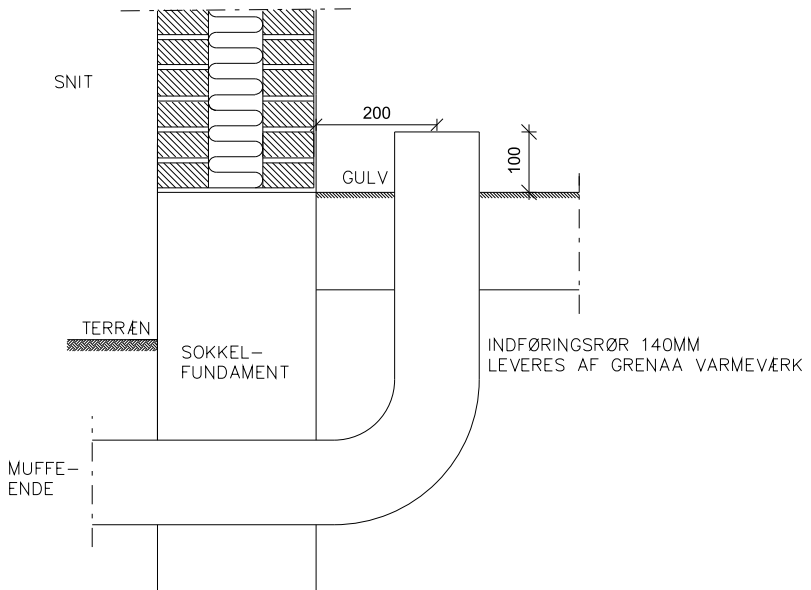 SNIT
200
100
GULV
TERRÆN
SOKKEL-
FUNDAMENT
INDFØRINGSRØR 140MM
LEVERES AF GRENAA VARMEVÆRK
MUFFE-
ENDE